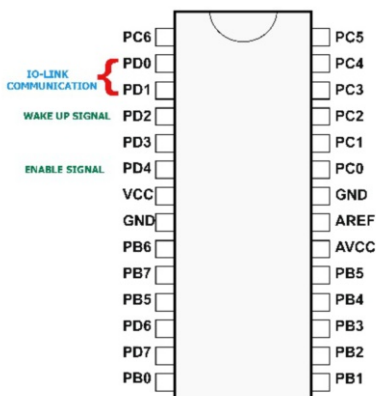 PC6 PC5
PD0 PC4
IO-LINK
COMMUNICATION
PD1 PC3
WAKE UP SIGNAL PD2 PC2
PD3 PC1
ENABLE SIGNAL PD4 PC0
VCC GND
GND AREF
PB6 AVCC
PB7 PB5
PB5 PB4
PD6 PB3
PD7 PB2
PB0 PB1